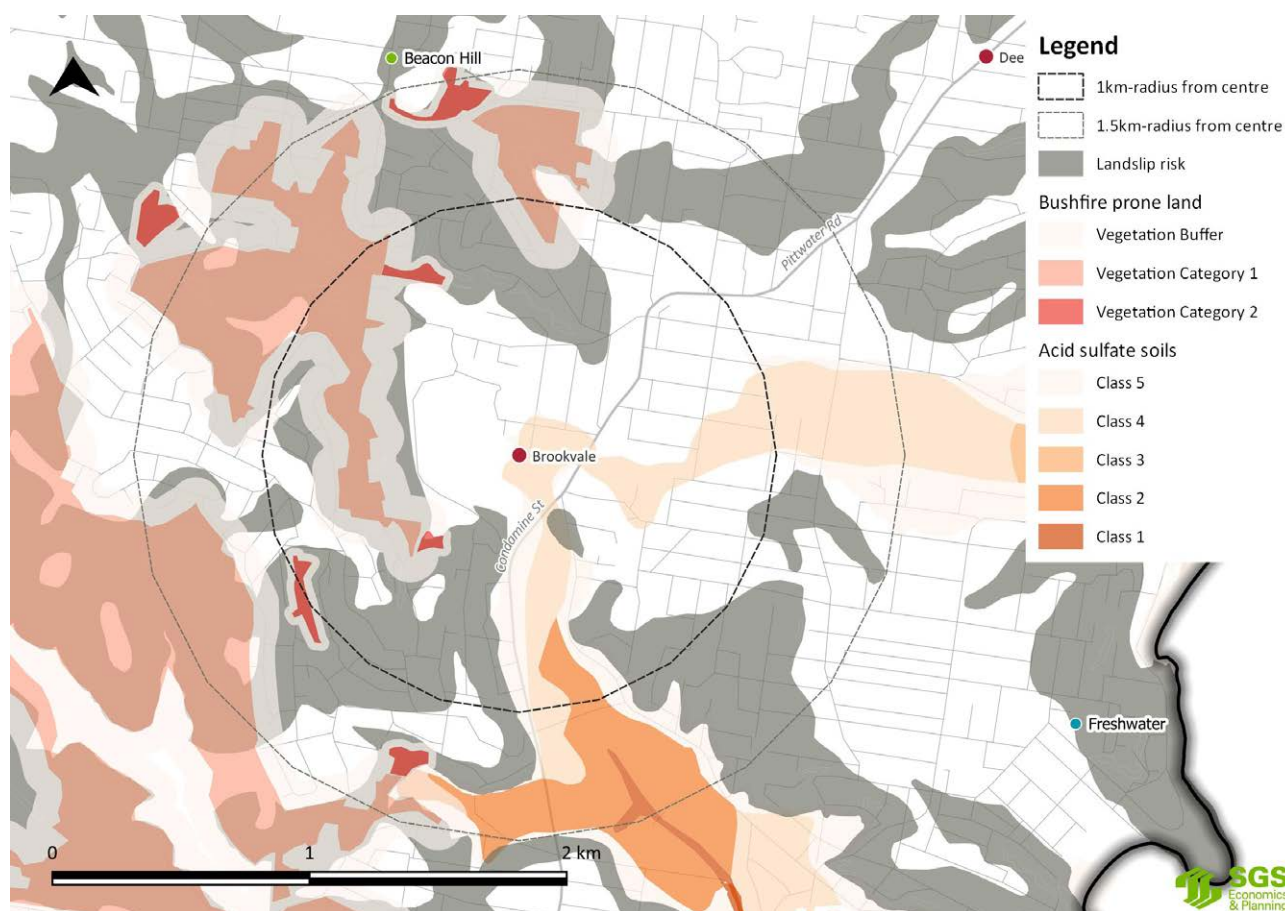 Beacon Hill
Dee
Pittwater Rd
Brookvale
Condamine St
Freshwater
0
1
2 km
Legend
1km-radius from centre
1.5km-radius from centre
Landslip risk
Bushfire prone land
Vegetation Buffer
Vegetation Category 1
Vegetation Category 2
Acid sulfate soils
Class 5
Class 4
Class 3
Class 2
Class 1
SGS
Economics
& Planning